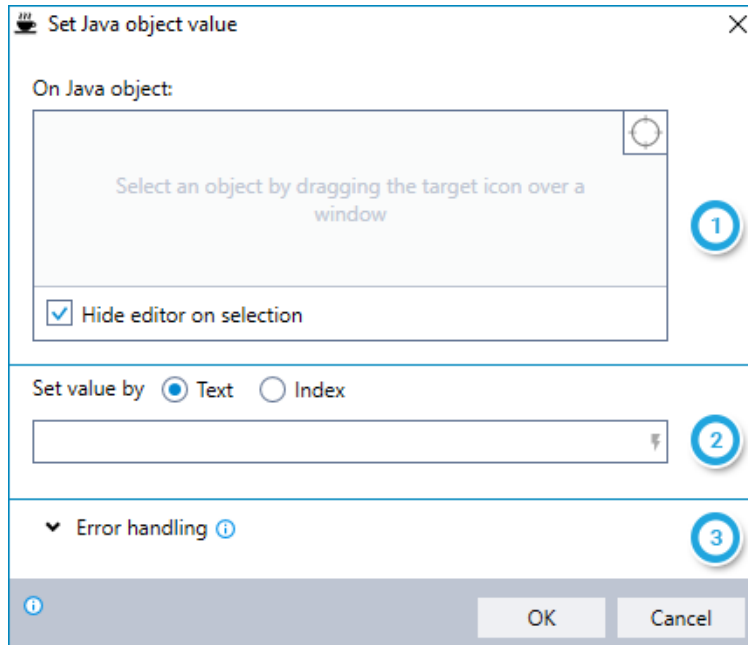 Set Java object value
On Java object:
Select an object by dragging the target icon over a
window
1
Hide editor on selection
Set value by Text Index
2
Error handling
3
OK Cancel